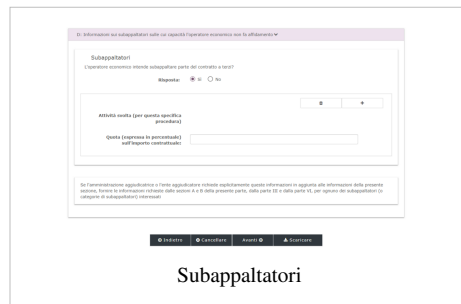 D: Informazioni sui subappaltatori sulle cui capacità l'operatore economico non fa affidamento
Subappaltatori
L'operatore economico intende subappaltare parte del contratto a terzi?
Risposta: Sì No
Attività svolta (per questa specifica procedura)
Quota (espressa in percentuale) sull'importo contrattuale:
Se l'amministrazione aggiudicatrice o l'ente aggiudicatore richiede esplicitamente queste informazioni in aggiunta alle informazioni della presente
sezione, fornire le informazioni richieste dalle sezioni A e B della presente parte, dalla parte III e dalla parte VI, per ognuno dei subappaltatori (o
categorie di subappaltatori) interessati
Indietro Cancellare Avanti Scaricare
Subappaltatori